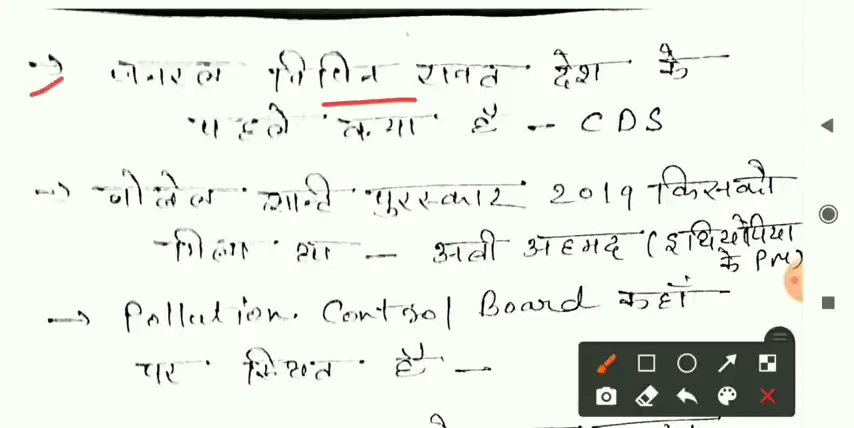 → जनरल विपिन रावत देश के
पहले क्या है - CDS
→ नोबेल शान्ति पुरस्कार 2019 किसको
मिला था - अबी अहमद (इथियोपिया
के PM)
→ Pollution Control Board कहाँ
पर स्थित है -